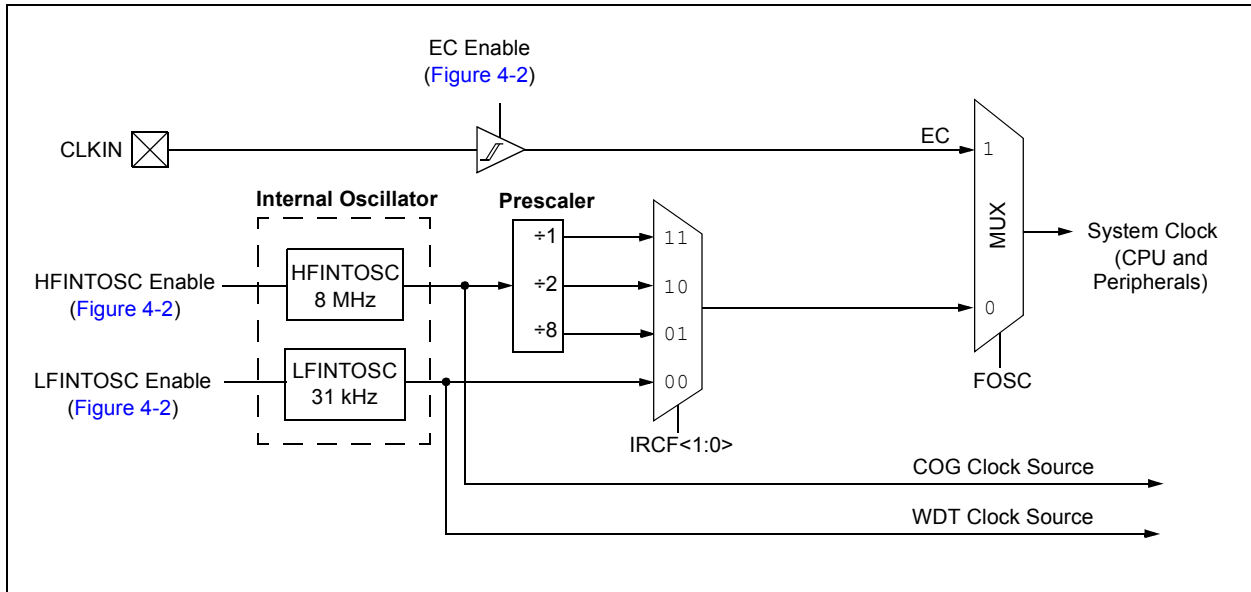 EC Enable
(Figure 4-2)
CLKIN
EC
1
Internal Oscillator
Prescaler
MUX
System Clock
(CPU and
Peripherals)
÷1
11
HFINTOSC Enable
(Figure 4-2)
HFINTOSC
8 MHz
÷2
10
0
÷8
01
LFINTOSC Enable
(Figure 4-2)
LFINTOSC
31 kHz
00
FOSC
IRCF<1:0>
COG Clock Source
WDT Clock Source